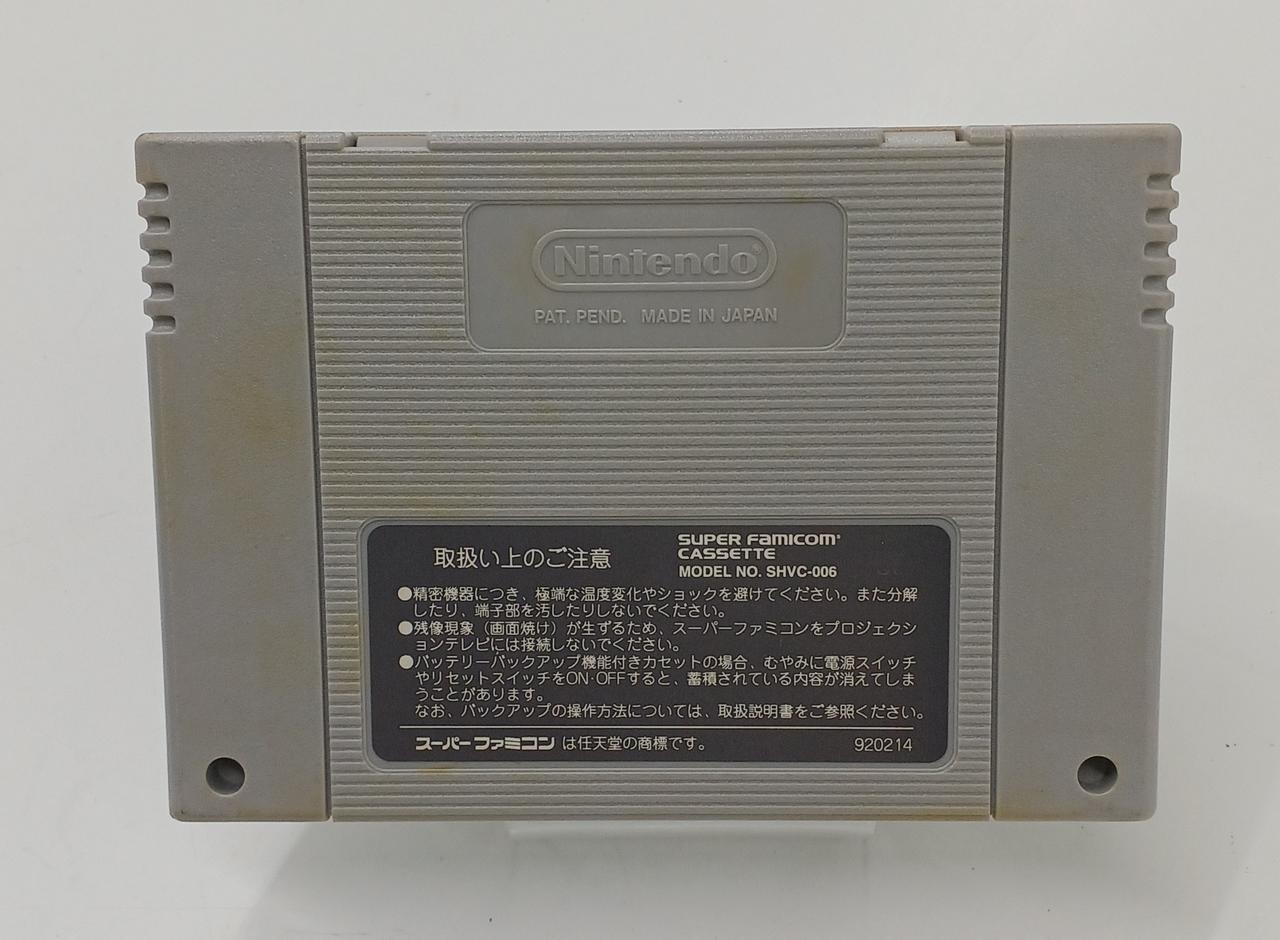 Nintendo®
PAT. PEND. MADE IN JAPAN
取扱い上のご注意
SUPER FAMICOM®
CASSETTE
MODEL NO. SHVC-006
●精密機器につき、極端な温度変化やショックを避けてください。また分解
したり、端子部を汚したりしないでください。
●残像現象（画面焼け）が生ずるため、スーパーファミコンをプロジェクシ
ョンテレビには接続しないでください。
●バッテリーバックアップ機能付きカセットの場合、むやみに電源スイッチ
やリセットスイッチをON·OFFすると、蓄積されている内容が消えてしま
うことがあります。
なお、バックアップの操作方法については、取扱説明書をご参照ください。
スーパーファミコン は任天堂の商標です。
920214